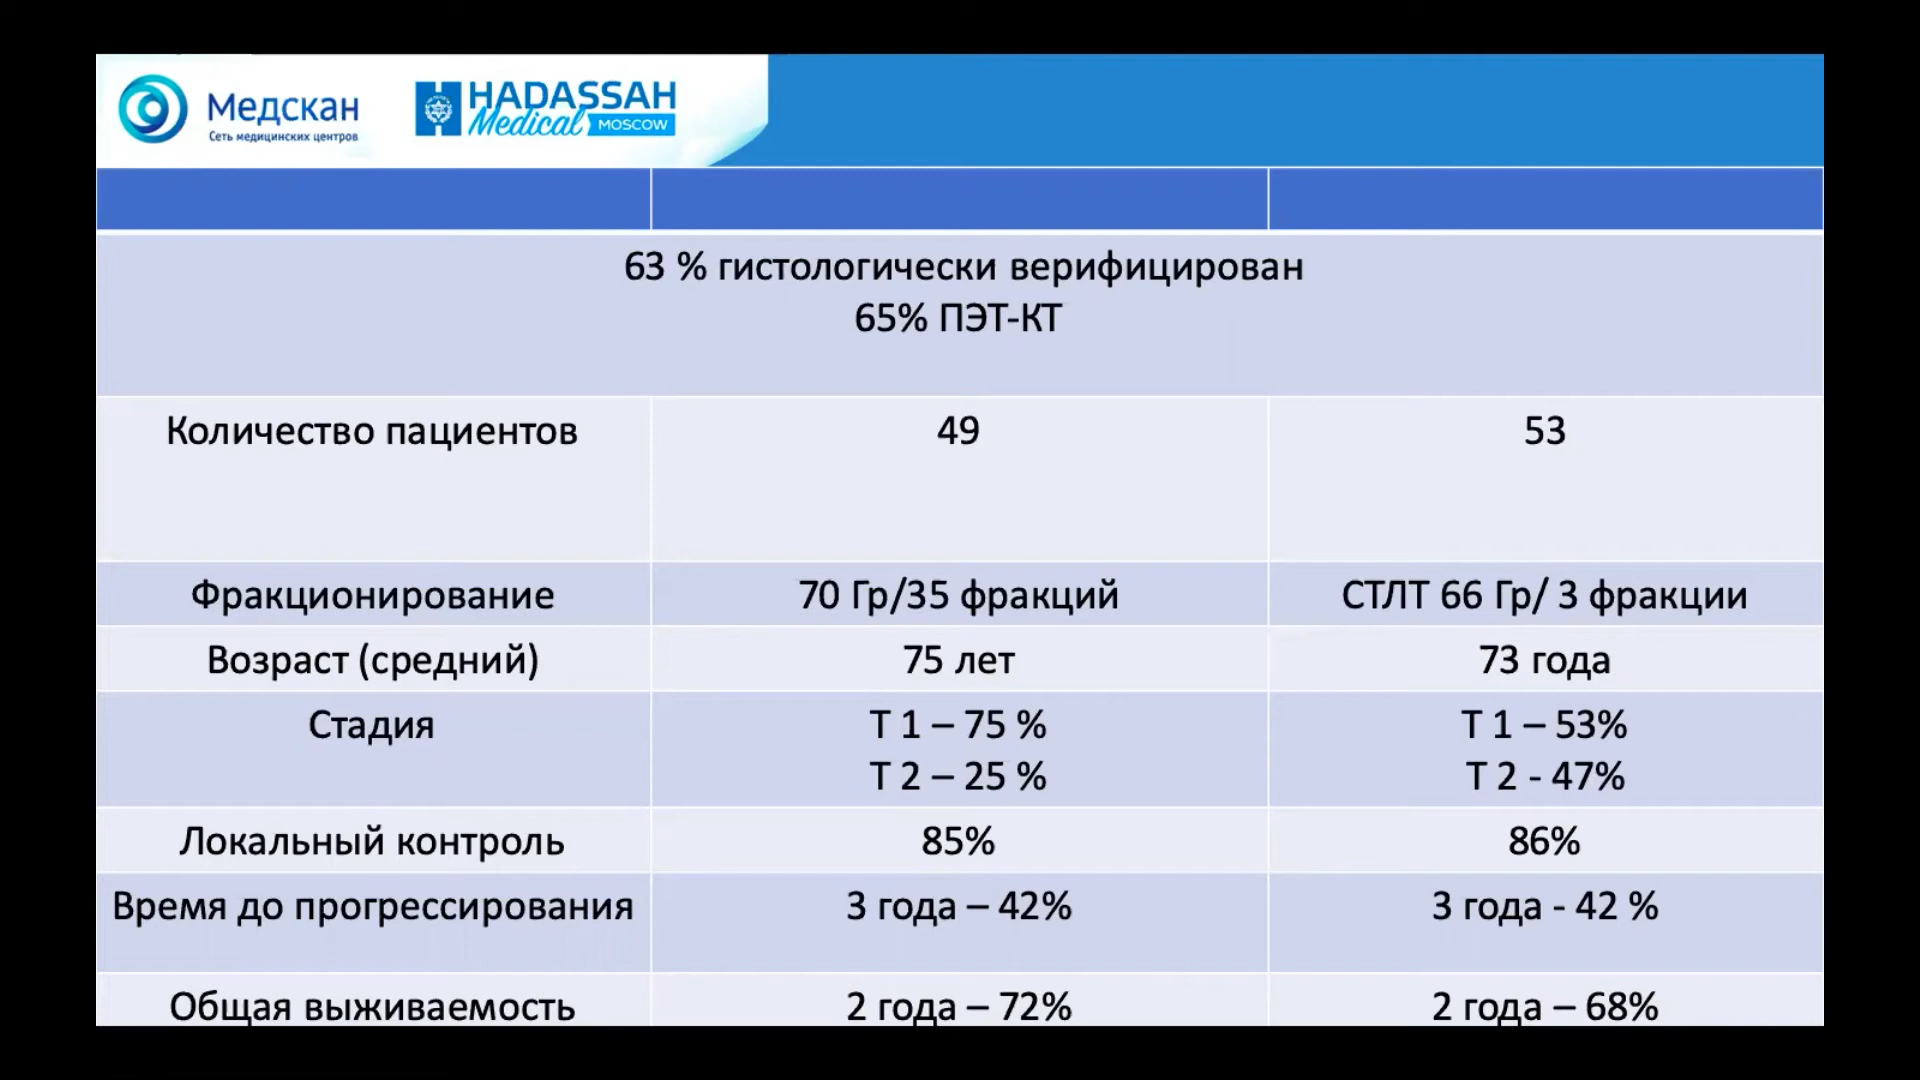 Медскан
Сеть медицинских центров
HADASSAH
Medical MOSCOW
63 % гистологически верифицирован
65% ПЭТ-КТ
Количество пациентов 49 53
Фракционирование 70 Гр/35 фракций СТЛТ 66 Гр/ 3 фракции
Возраст (средний) 75 лет 73 года
Стадия Т 1 – 75 % Т 1 – 53%
Т 2 – 25 % Т 2 - 47%
Локальный контроль 85% 86%
Время до прогрессирования 3 года – 42% 3 года - 42 %
Общая выживаемость 2 года – 72% 2 года – 68%